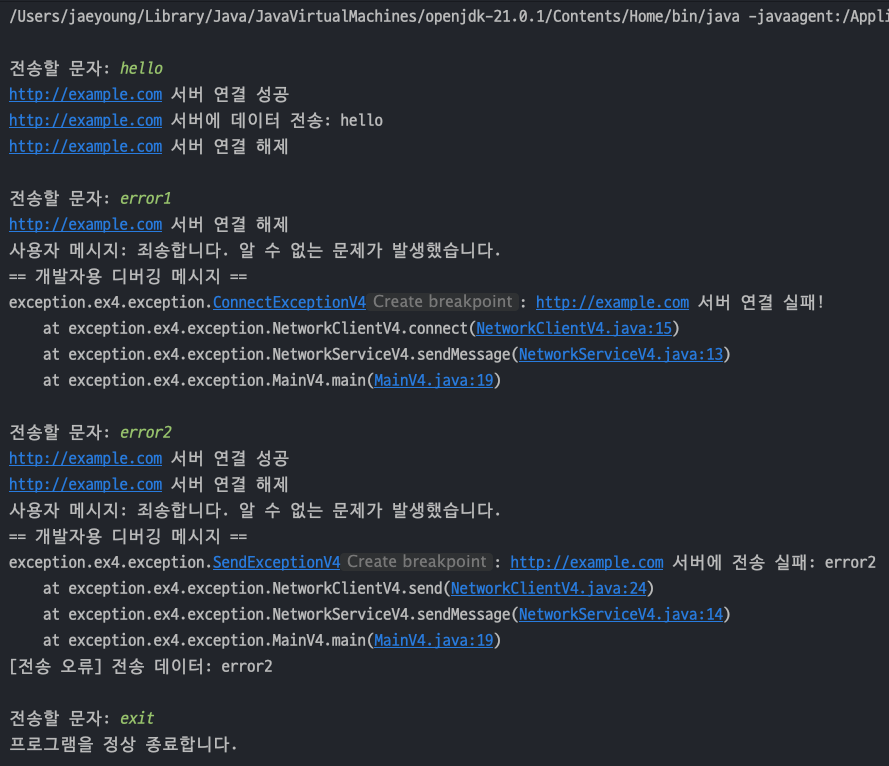 /Users/jaeyoung/Library/Java/JavaVirtualMachines/openjdk-21.0.1/Contents/Home/bin/java -javaagent:/Appli
전송할 문자: hello
http://example.com 서버 연결 성공
http://example.com 서버에 데이터 전송: hello
http://example.com 서버 연결 해제
전송할 문자: error1
http://example.com 서버 연결 해제
사용자 메시지: 죄송합니다. 알 수 없는 문제가 발생했습니다.
== 개발자용 디버깅 메시지 ==
exception.ex4.exception.ConnectExceptionV4 Create breakpoint : http://example.com 서버 연결 실패!
at exception.ex4.exception.NetworkClientV4.connect(NetworkClientV4.java:15)
at exception.ex4.exception.NetworkServiceV4.sendMessage(NetworkServiceV4.java:13)
at exception.ex4.exception.MainV4.main(MainV4.java:19)
전송할 문자: error2
http://example.com 서버 연결 성공
http://example.com 서버 연결 해제
사용자 메시지: 죄송합니다. 알 수 없는 문제가 발생했습니다.
== 개발자용 디버깅 메시지 ==
exception.ex4.exception.SendExceptionV4 Create breakpoint : http://example.com 서버에 전송 실패: error2
at exception.ex4.exception.NetworkClientV4.send(NetworkClientV4.java:24)
at exception.ex4.exception.NetworkServiceV4.sendMessage(NetworkServiceV4.java:14)
at exception.ex4.exception.MainV4.main(MainV4.java:19)
[전송 오류] 전송 데이터: error2
전송할 문자: exit
프로그램을 정상 종료합니다.